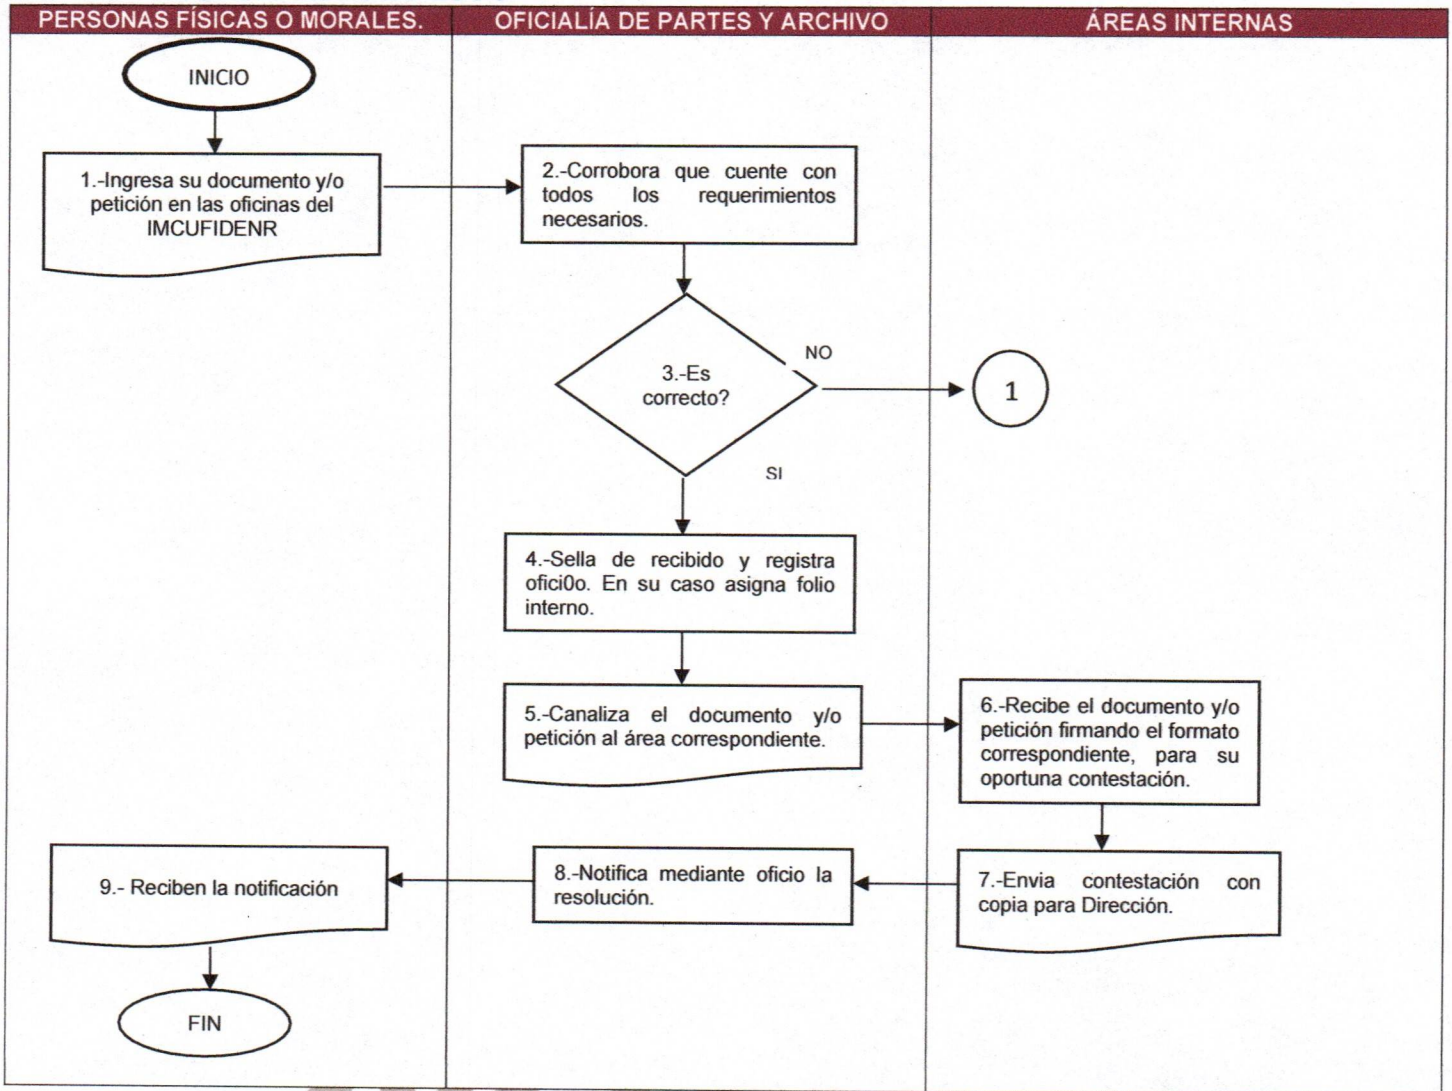 PERSONAS FÍSICAS O MORALES.
OFICIALÍA DE PARTES Y ARCHIVO
ÁREAS INTERNAS
INICIO
1.-Ingresa su documento y/o
petición en las oficinas del
IMCUFIDENR
2.-Corrobora que cuente con
todos los requerimientos
necesarios.
3.-Es
correcto?
NO
1
SI
4.-Sella de recibido y registra
ofici0o. En su caso asigna folio
interno.
5.-Canaliza el documento y/o
petición al área correspondiente.
6.-Recibe el documento y/o
petición firmando el formato
correspondiente, para su
oportuna contestación.
7.-Envia contestación con
copia para Dirección.
8.-Notifica mediante oficio la
resolución.
9.- Reciben la notificación
FIN